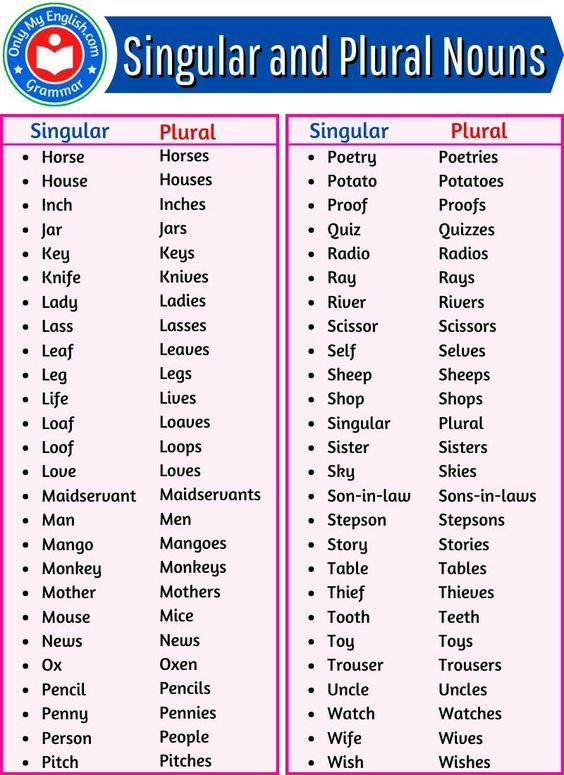 OnlyMyEnglish.com
Grammar
Singular and Plural Nouns
Singular Plural
• Horse Horses
• House Houses
• Inch Inches
• Jar Jars
• Key Keys
• Knife Knives
• Lady Ladies
• Lass Lasses
• Leaf Leaves
• Leg Legs
• Life Lives
• Loaf Loaves
• Loof Loops
• Love Loves
• Maidservant Maidservants
• Man Men
• Mango Mangoes
• Monkey Monkeys
• Mother Mothers
• Mouse Mice
• News News
• Ox Oxen
• Pencil Pencils
• Penny Pennies
• Person People
• Pitch Pitches
Singular Plural
• Poetry Poetries
• Potato Potatoes
• Proof Proofs
• Quiz Quizzes
• Radio Radios
• Ray Rays
• River Rivers
• Scissor Scissors
• Self Selves
• Sheep Sheeps
• Shop Shops
• Singular Plural
• Sister Sisters
• Sky Skies
• Son-in-law Sons-in-laws
• Stepson Stepsons
• Story Stories
• Table Tables
• Thief Thieves
• Tooth Teeth
• Toy Toys
• Trouser Trousers
• Uncle Uncles
• Watch Watches
• Wife Wives
• Wish Wishes